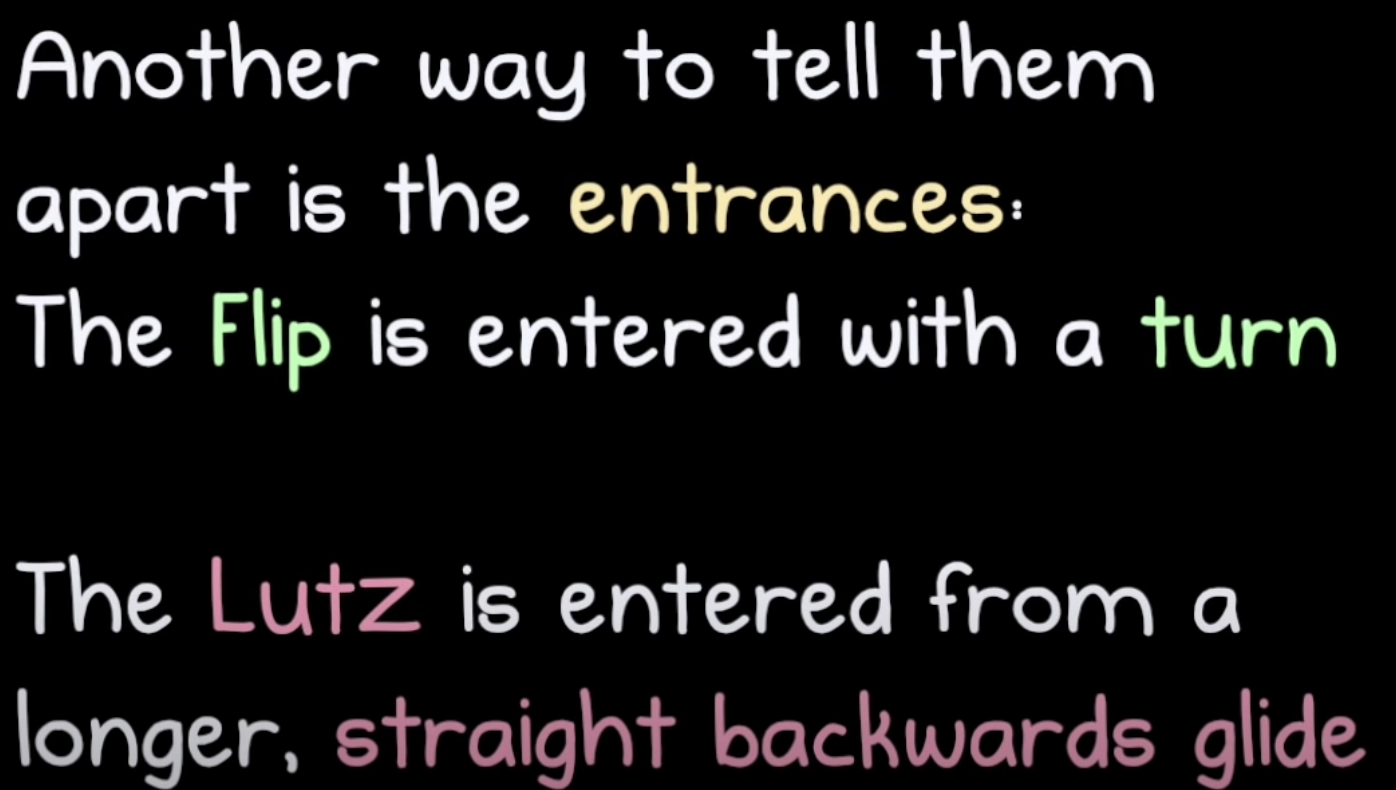 Another way to tell them
apart is the entrances:
The Flip is entered with a turn
The Lutz is entered from a
longer, straight backwards glide